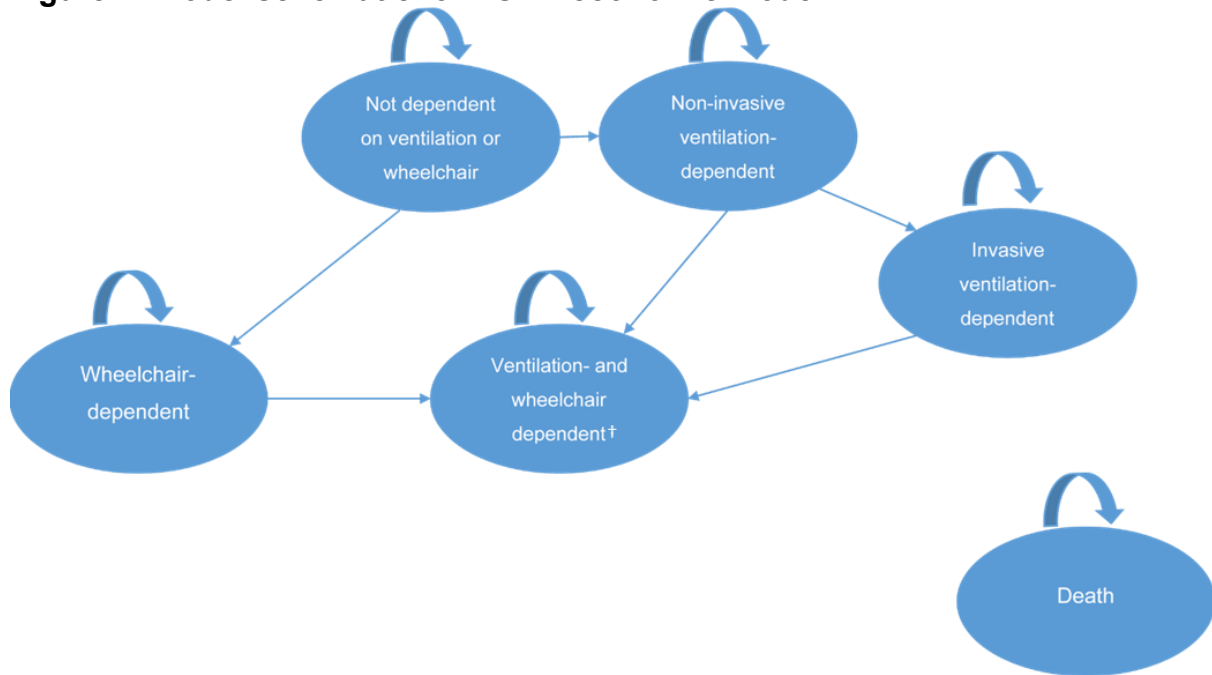 Not dependent
on ventilation or
wheelchair
Non-invasive
ventilation-
dependent
Invasive
ventilation-
dependent
Wheelchair-
dependent
Ventilation- and
wheelchair
dependent†
Death